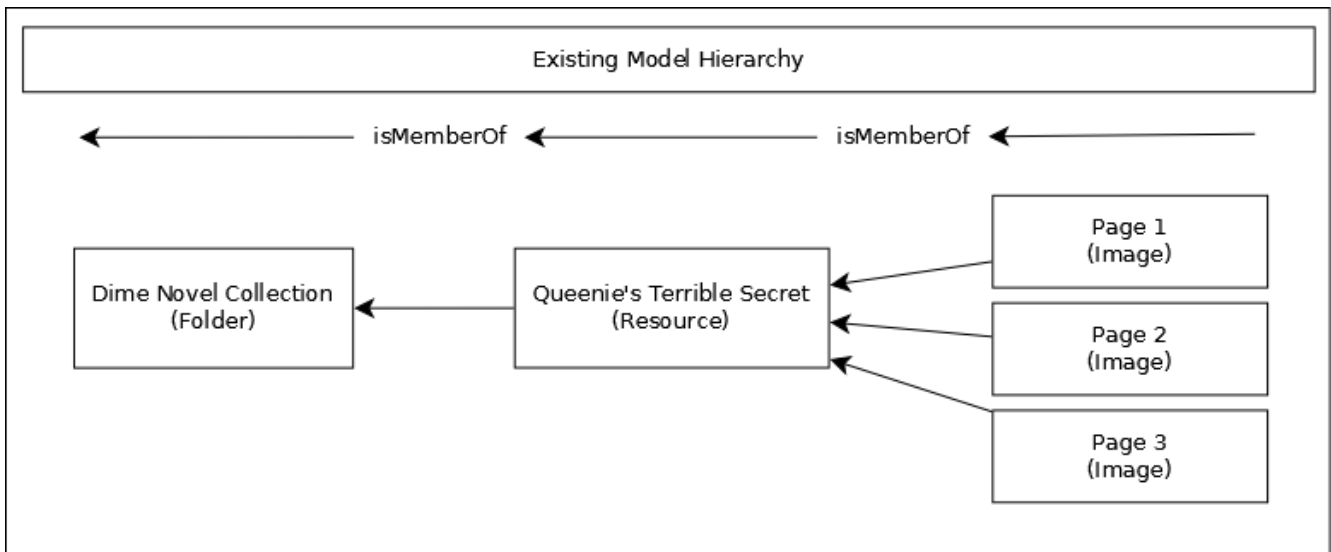 Existing Model Hierarchy
isMemberOf
isMemberOf
Dime Novel Collection
(Folder)
Queenie's Terrible Secret
(Resource)
Page 1
(Image)
Page 2
(Image)
Page 3
(Image)